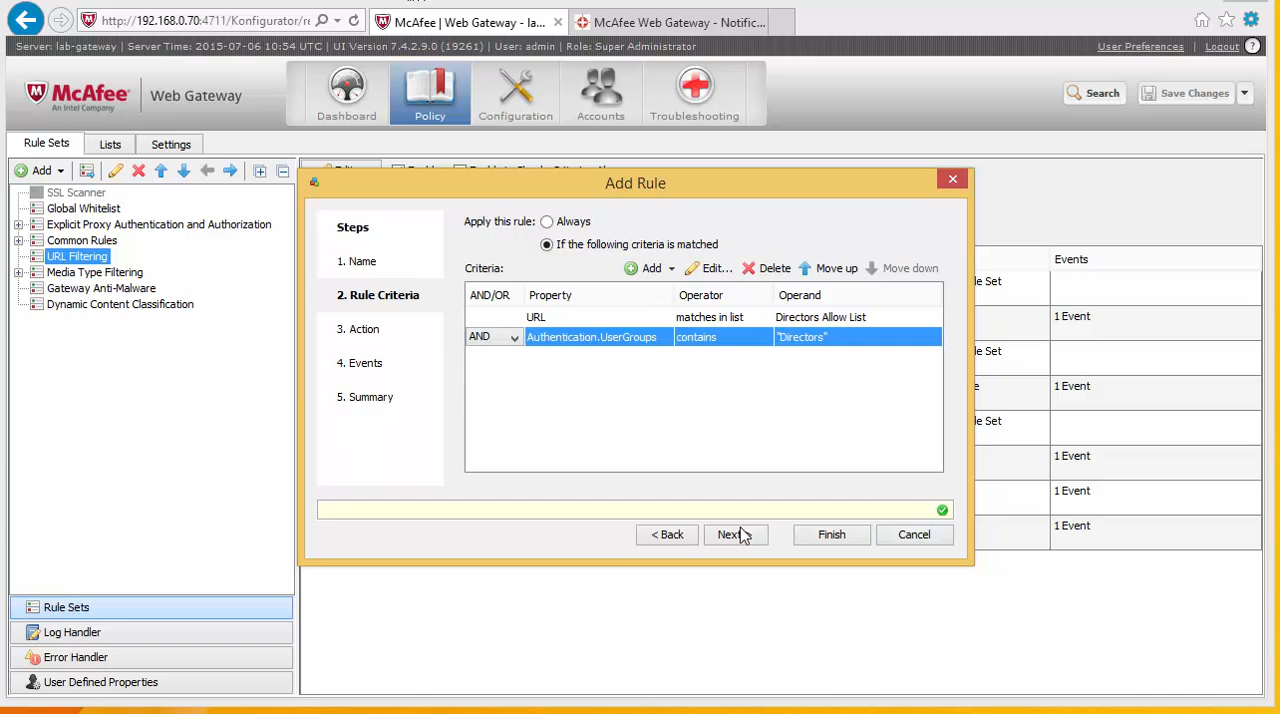 http://192.168.0.70:4711/Konfigurator/re
McAfee | Web Gateway - la...
McAfee Web Gateway - Notific...
Server: lab-gateway | Server Time: 2015-07-06 10:54 UTC | UI Version 7.4.2.9.0 (19261) | User: admin | Role: Super Administrator
User Preferences | Logout ?
McAfee
An Intel Company
Web Gateway
Dashboard
Policy
Configuration
Accounts
Troubleshooting
Search
Save Changes
Rule Sets
Lists
Settings
Add
SSL Scanner
Global Whitelist
Explicit Proxy Authentication and Authorization
Common Rules
URL Filtering
Media Type Filtering
Gateway Anti-Malware
Dynamic Content Classification
Rule Sets
Log Handler
Error Handler
User Defined Properties
Add Rule
Steps
1. Name
2. Rule Criteria
3. Action
4. Events
5. Summary
Apply this rule: Always
If the following criteria is matched
Criteria: Add Edit... Delete Move up Move down
AND/OR Property Operator Operand
URL matches in list Directors Allow List
AND Authentication.UserGroups contains "Directors"
< Back Next Finish Cancel
Events
le Set
1 Event
le Set
e 1 Event
le Set
1 Event
1 Event
1 Event